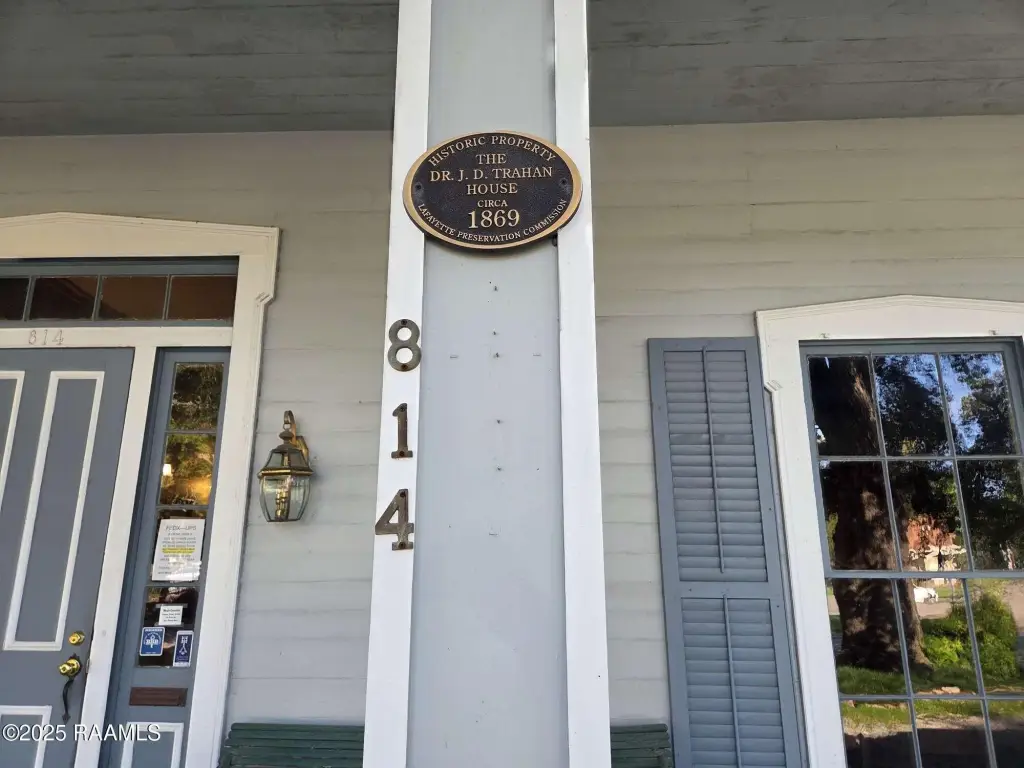 HISTORIC PROPERTY
THE
DR. J. D. TRAHAN
HOUSE
CIRCA
1869
LAFAYETTE PRESERVATION COMMISSION
814
8
1
4
©2025 RAAMLS